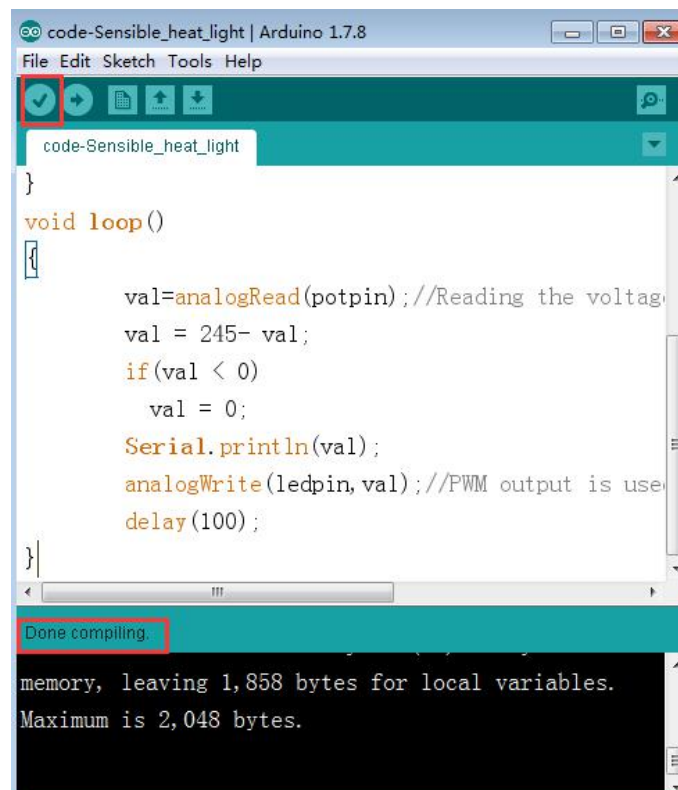 code-Sensible_heat_light | Arduino 1.7.8
File Edit Sketch Tools Help
code-Sensible_heat_light
}
void loop()
{
val=analogRead(potpin);//Reading the voltag
val = 245- val;
if(val < 0)
val = 0;
Serial.println(val);
analogWrite(ledpin,val);//PWM output is use
delay(100);
}
Done compiling.
memory, leaving 1,858 bytes for local variables.
Maximum is 2,048 bytes.